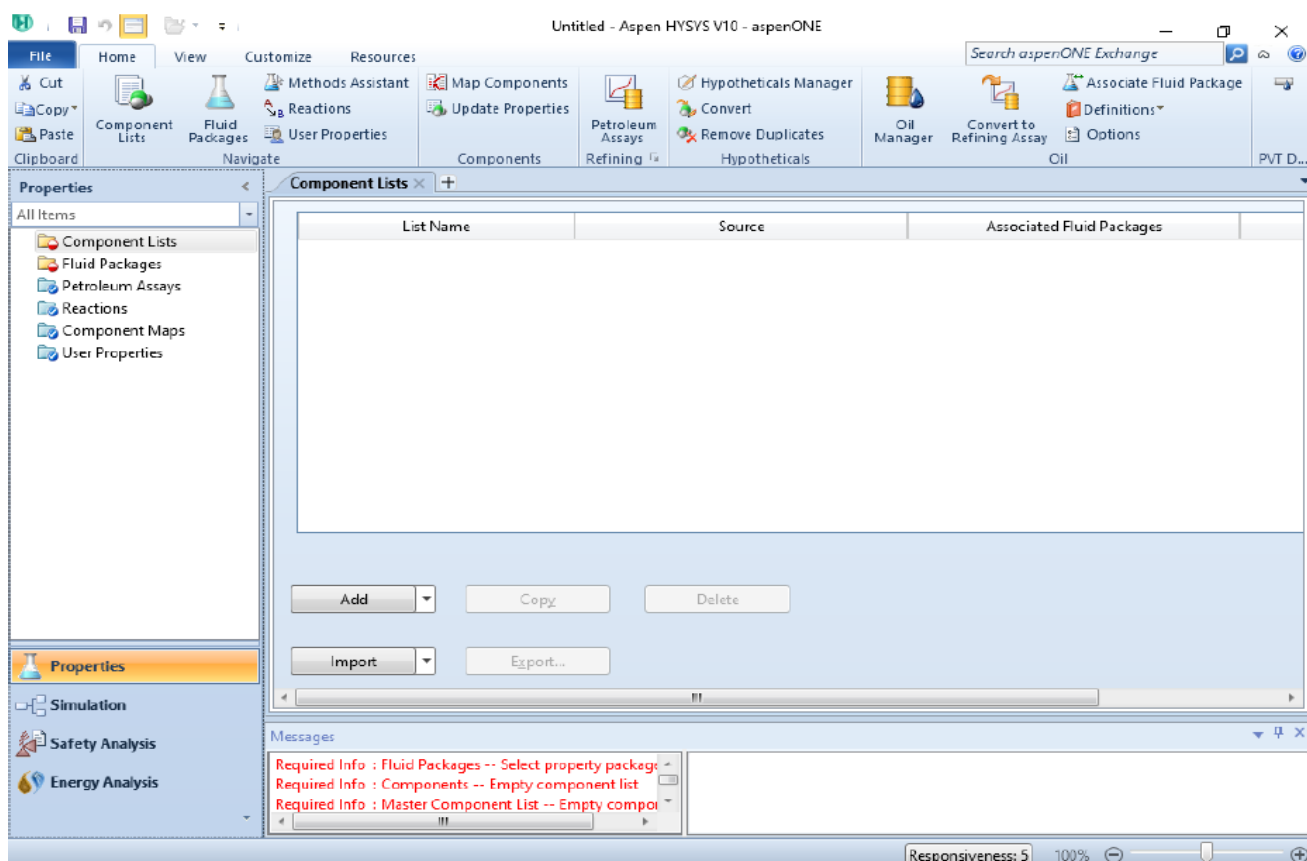 Untitled - Aspen HYSYS V10 - aspenONE
File Home View Customize Resources Search aspenONE Exchange
Cut
Copy
Paste
Clipboard
Component Lists
Fluid Packages
Methods Assistant
Reactions
User Properties
Navigate
Map Components
Update Properties
Components
Petroleum Assays
Refining
Hypotheticals Manager
Convert
Remove Duplicates
Hypotheticals
Oil Manager
Convert to Refining Assay
Associate Fluid Package
Definitions
Options
Oil
PVT D...
Properties
All Items
Component Lists
Fluid Packages
Petroleum Assays
Reactions
Component Maps
User Properties
Properties
Simulation
Safety Analysis
Energy Analysis
Component Lists
List Name Source Associated Fluid Packages
Add Copy Delete
Import Export...
Messages
Required Info : Fluid Packages -- Select property package
Required Info : Components -- Empty component list
Required Info : Master Component List -- Empty compo
Responsiveness: 5 100%